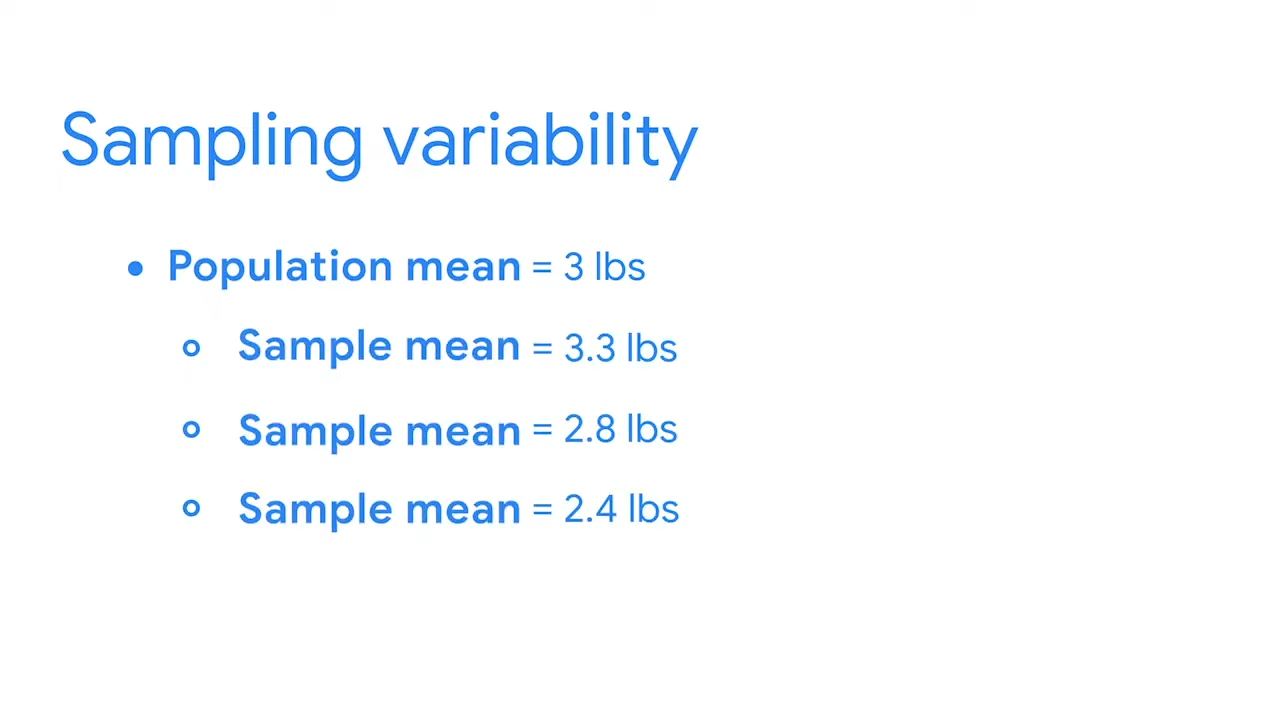 Sampling variability
• Population mean = 3 lbs
○ Sample mean = 3.3 lbs
○ Sample mean = 2.8 lbs
○ Sample mean = 2.4 lbs